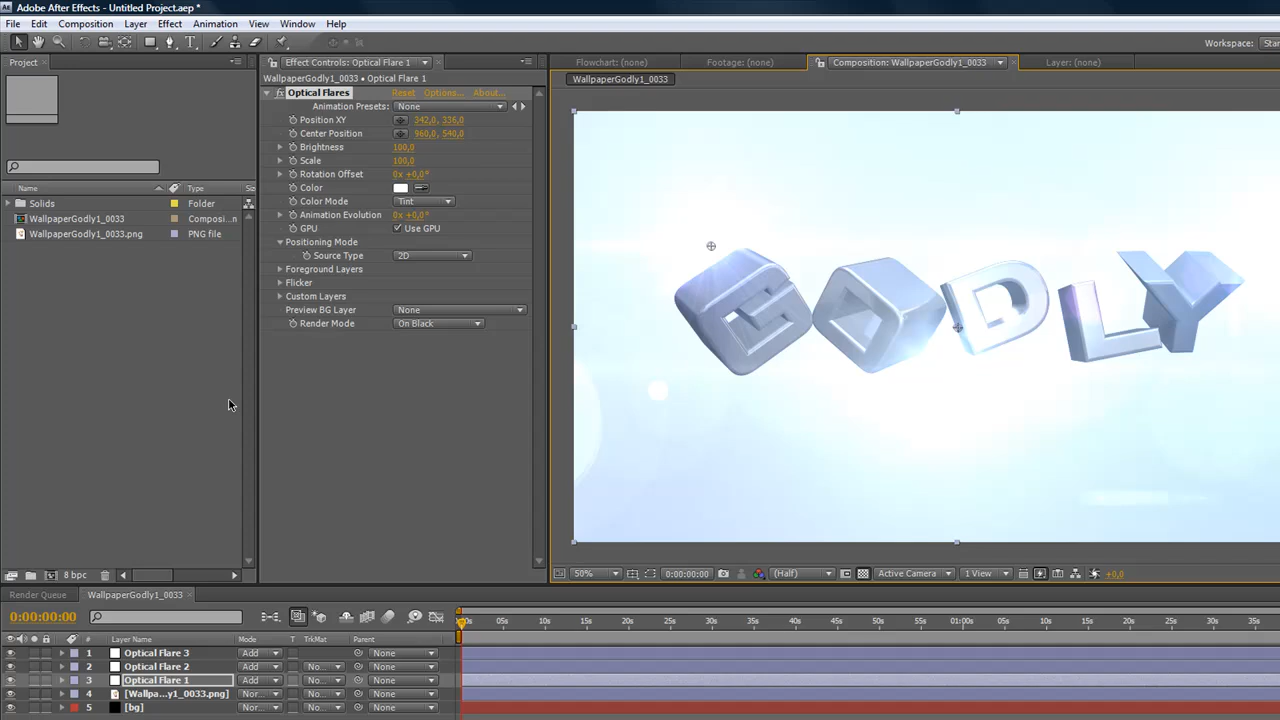 Adobe After Effects - Untitled Project.aep *
File Edit Composition Layer Effect Animation View Window Help
Workspace: Star
Project
Effect Controls: Optical Flare 1
Flowchart: (none) Footage: (none) Composition: WallpaperGodly1_0033 Layer: (none)
WallpaperGodly1_0033 • Optical Flare 1
WallpaperGodly1_0033
Optical Flares Reset Options... About...
Animation Presets: None
Position XY 342,0, 336,0
Center Position 960,0, 540,0
Brightness 100,0
Scale 100,0
Rotation Offset 0x +0,0°
Color
Color Mode Tint
Animation Evolution 0x +0,0°
GPU Use GPU
Positioning Mode
Source Type 2D
Foreground Layers
Flicker
Custom Layers
Preview BG Layer None
Render Mode On Black
Name Type Siz
Solids Folder
WallpaperGodly1_0033 Composi...n
WallpaperGodly1_0033.png PNG file
GODLY
8 bpc
50% 0:00:00:00 (Half) Active Camera 1 View +0,0
Render Queue WallpaperGodly1_0033
0:00:00:00
00s 05s 10s 15s 20s 25s 30s 35s 40s 45s 50s 55s 01:00s 05s 10s 15s 20s 25s 30s 35s
# Layer Name Mode T TrkMat Parent
1 Optical Flare 3 Add None
2 Optical Flare 2 Add No... None
3 Optical Flare 1 Add No... None
4 [Wallpa...y1_0033.png] Nor... No... None
5 [bg] Nor... No... None